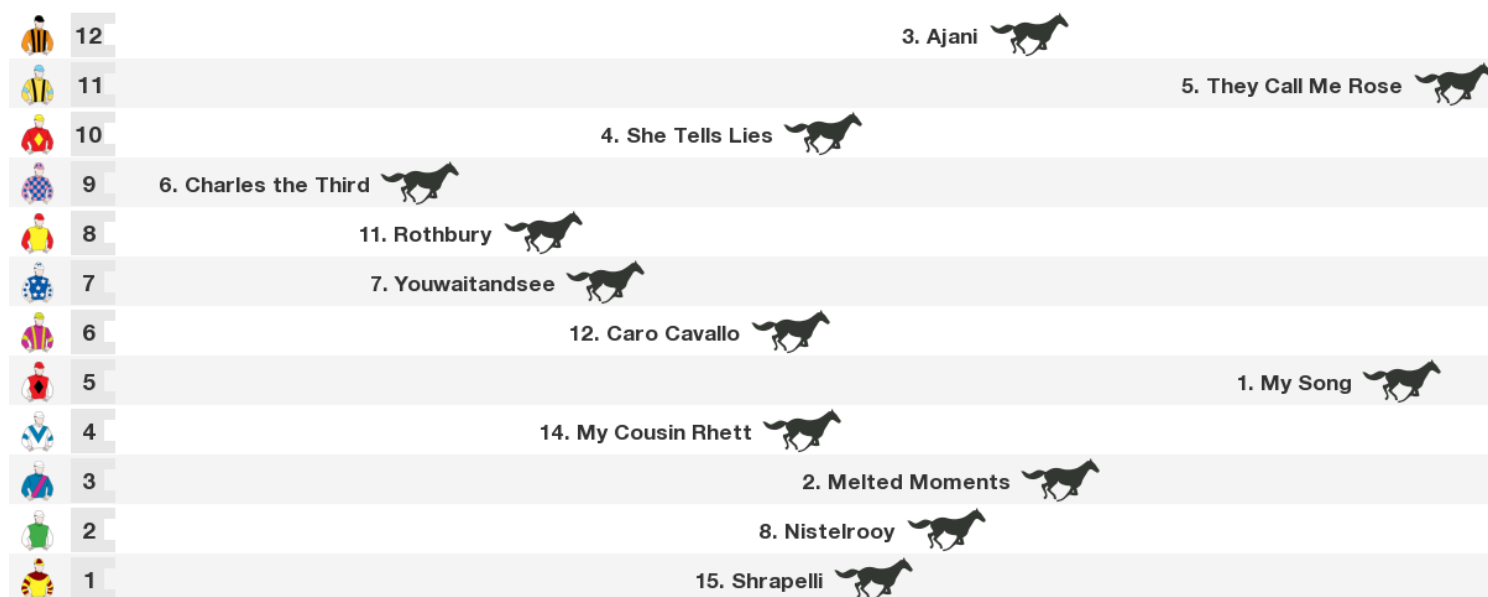 12 3. Ajani
11 5. They Call Me Rose
10 4. She Tells Lies
9 6. Charles the Third
8 11. Rothbury
7 7. Youwaitandsee
6 12. Caro Cavallo
5 1. My Song
4 14. My Cousin Rhett
3 2. Melted Moments
2 8. Nistelrooy
1 15. Shrapelli